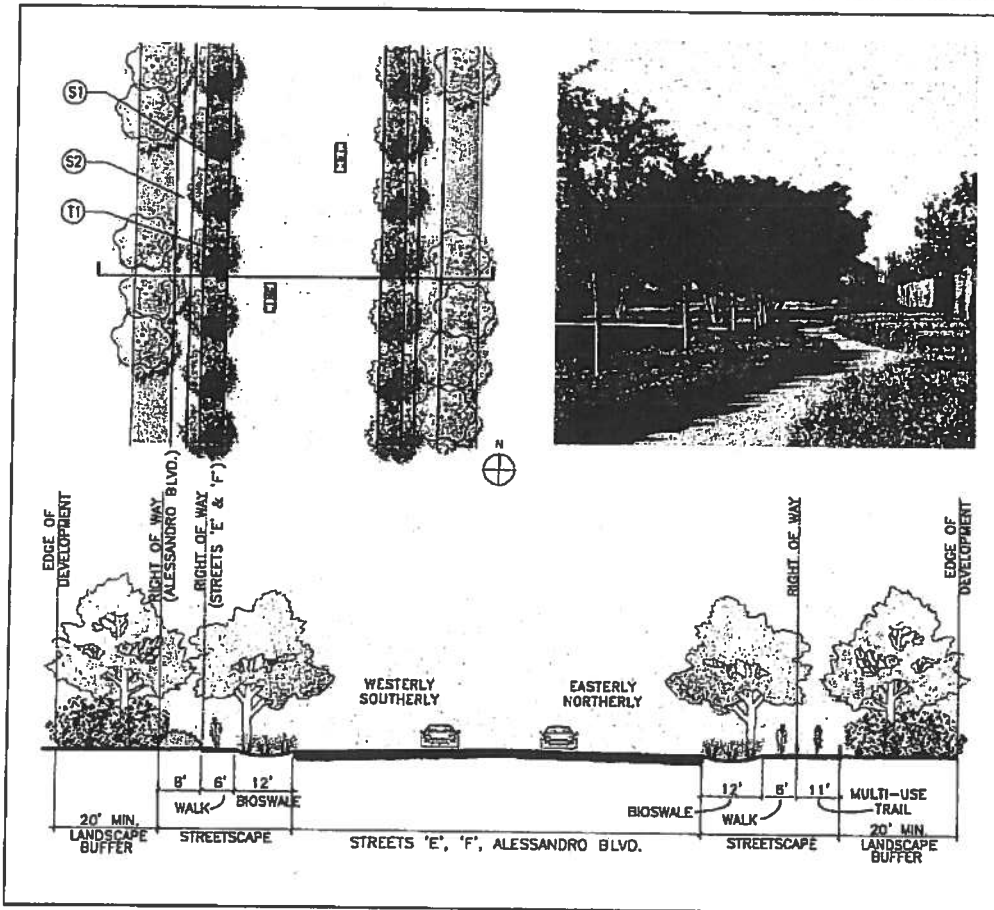 S1
S2
T1
N
EDGE OF
DEVELOPMENT
RIGHT OF WAY
(ALESSANDRO BLVD.)
RIGHT OF WAY
(STREETS 'E' & 'F')
RIGHT OF WAY
EDGE OF
DEVELOPMENT
WESTERLY
SOUTHERLY
EASTERLY
NORTHERLY
8'
6'
12'
WALK
BIOSWALE
12'
6'
11'
MULTI-USE
TRAIL
BIOSWALE
WALK
20' MIN.
LANDSCAPE
BUFFER
STREETSCAPE
STREETS 'E', 'F', ALESSANDRO BLVD.
STREETSCAPE
20' MIN.
LANDSCAPE
BUFFER